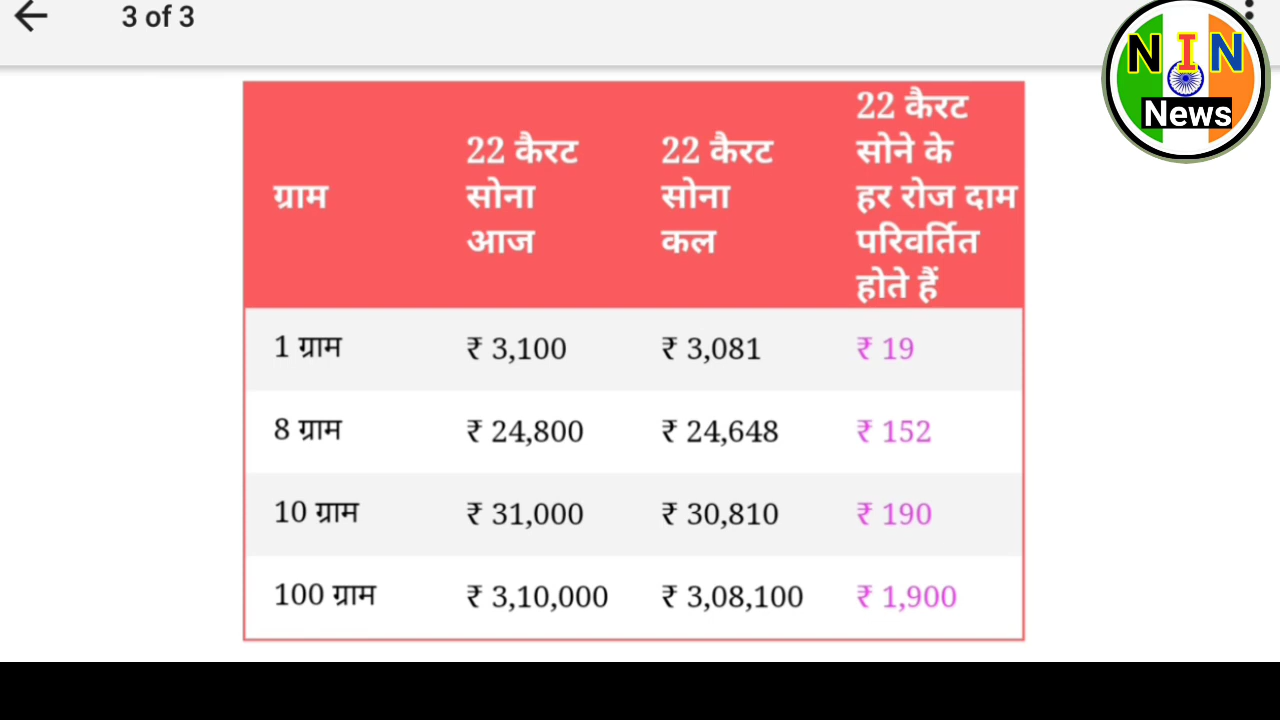 3 of 3
N I N
News
ग्राम
22 कैरट
सोना
आज
22 कैरट
सोना
कल
22 कैरट
सोने के
हर रोज दाम
परिवर्तित
होते हैं
1 ग्राम ₹ 3,100 ₹ 3,081 ₹ 19
8 ग्राम ₹ 24,800 ₹ 24,648 ₹ 152
10 ग्राम ₹ 31,000 ₹ 30,810 ₹ 190
100 ग्राम ₹ 3,10,000 ₹ 3,08,100 ₹ 1,900